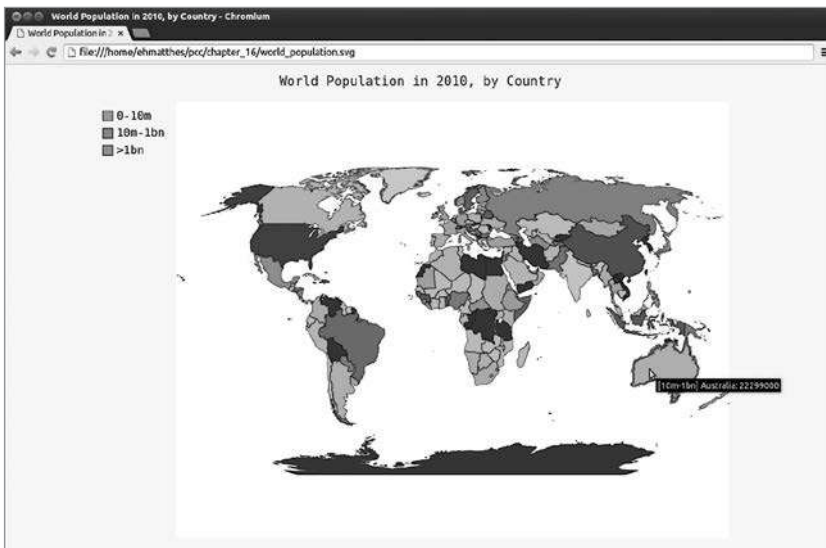 World Population in 2010, by Country - Chromium
World Population in 2
file:///home/ehmatthes/pcc/chapter_16/world_population.svg
World Population in 2010, by Country
0-10m
10m-1bn
>1bn
[10m-1bn] Australia: 22299000